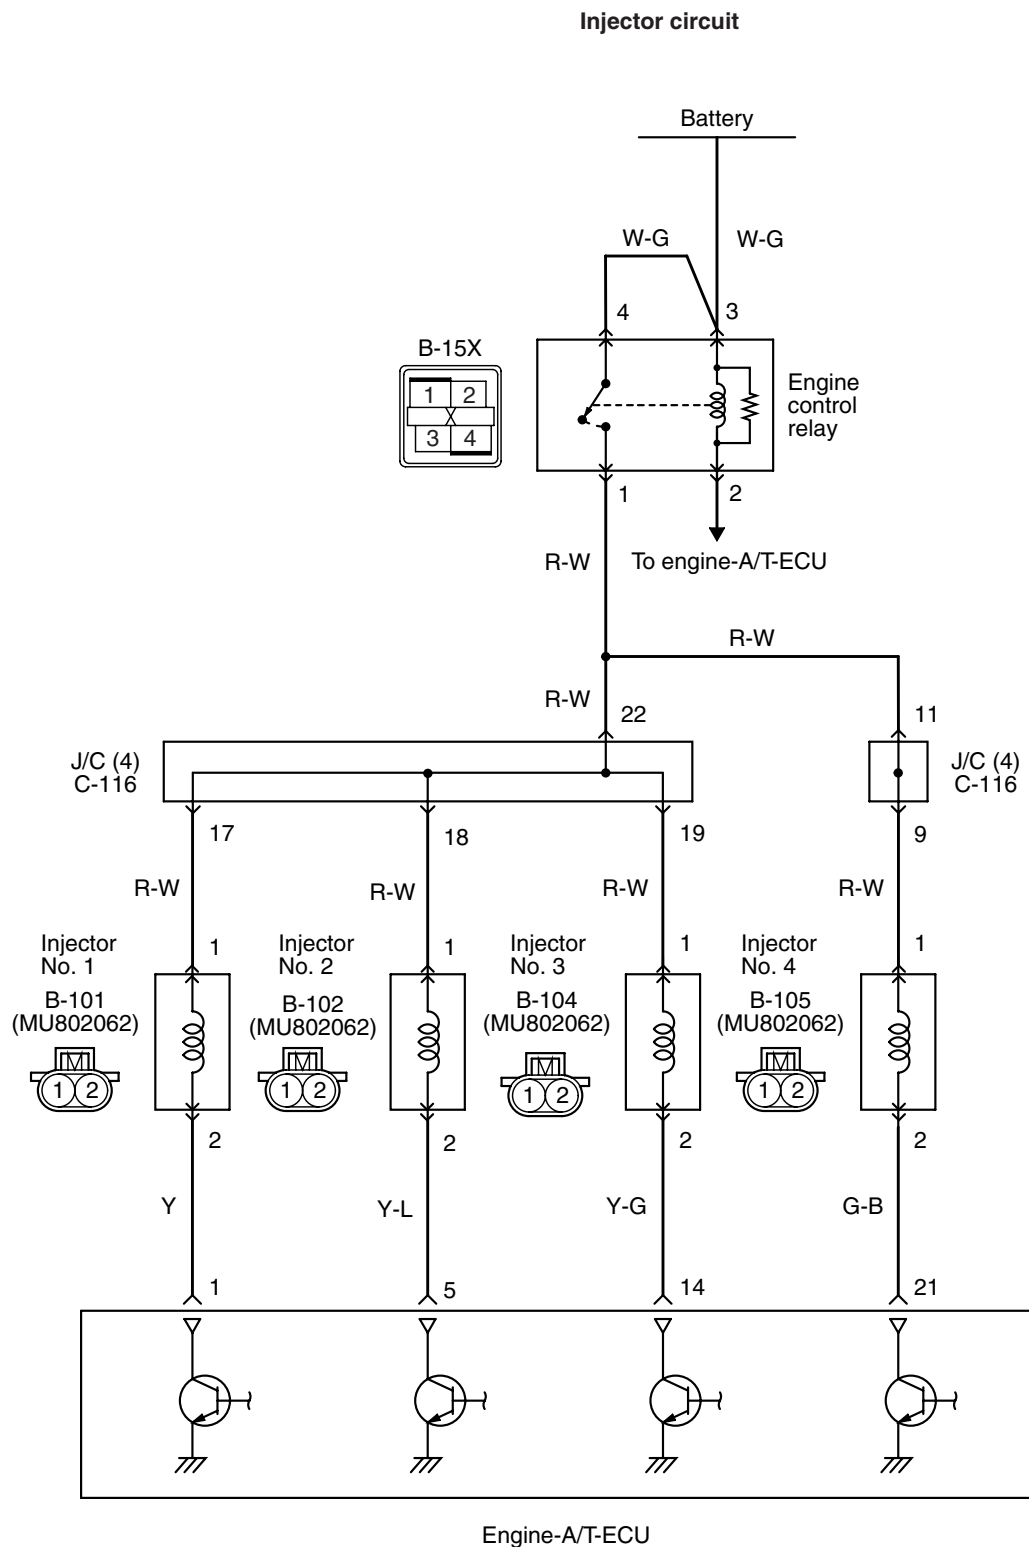 Injector circuit
Battery
W-G
W-G
4
3
B-15X
1
2
3
4
Engine
control
relay
1
2
R-W
To engine-A/T-ECU
R-W
R-W
22
11
J/C (4)
C-116
J/C (4)
C-116
17
18
19
9
R-W
R-W
R-W
R-W
Injector
No. 1
1
Injector
No. 2
1
Injector
No. 3
1
Injector
No. 4
1
B-101
(MU802062)
B-102
(MU802062)
B-104
(MU802062)
B-105
(MU802062)
1 2
1 2
1 2
1 2
2
2
2
2
Y
Y-L
Y-G
G-B
1
5
14
21
Engine-A/T-ECU